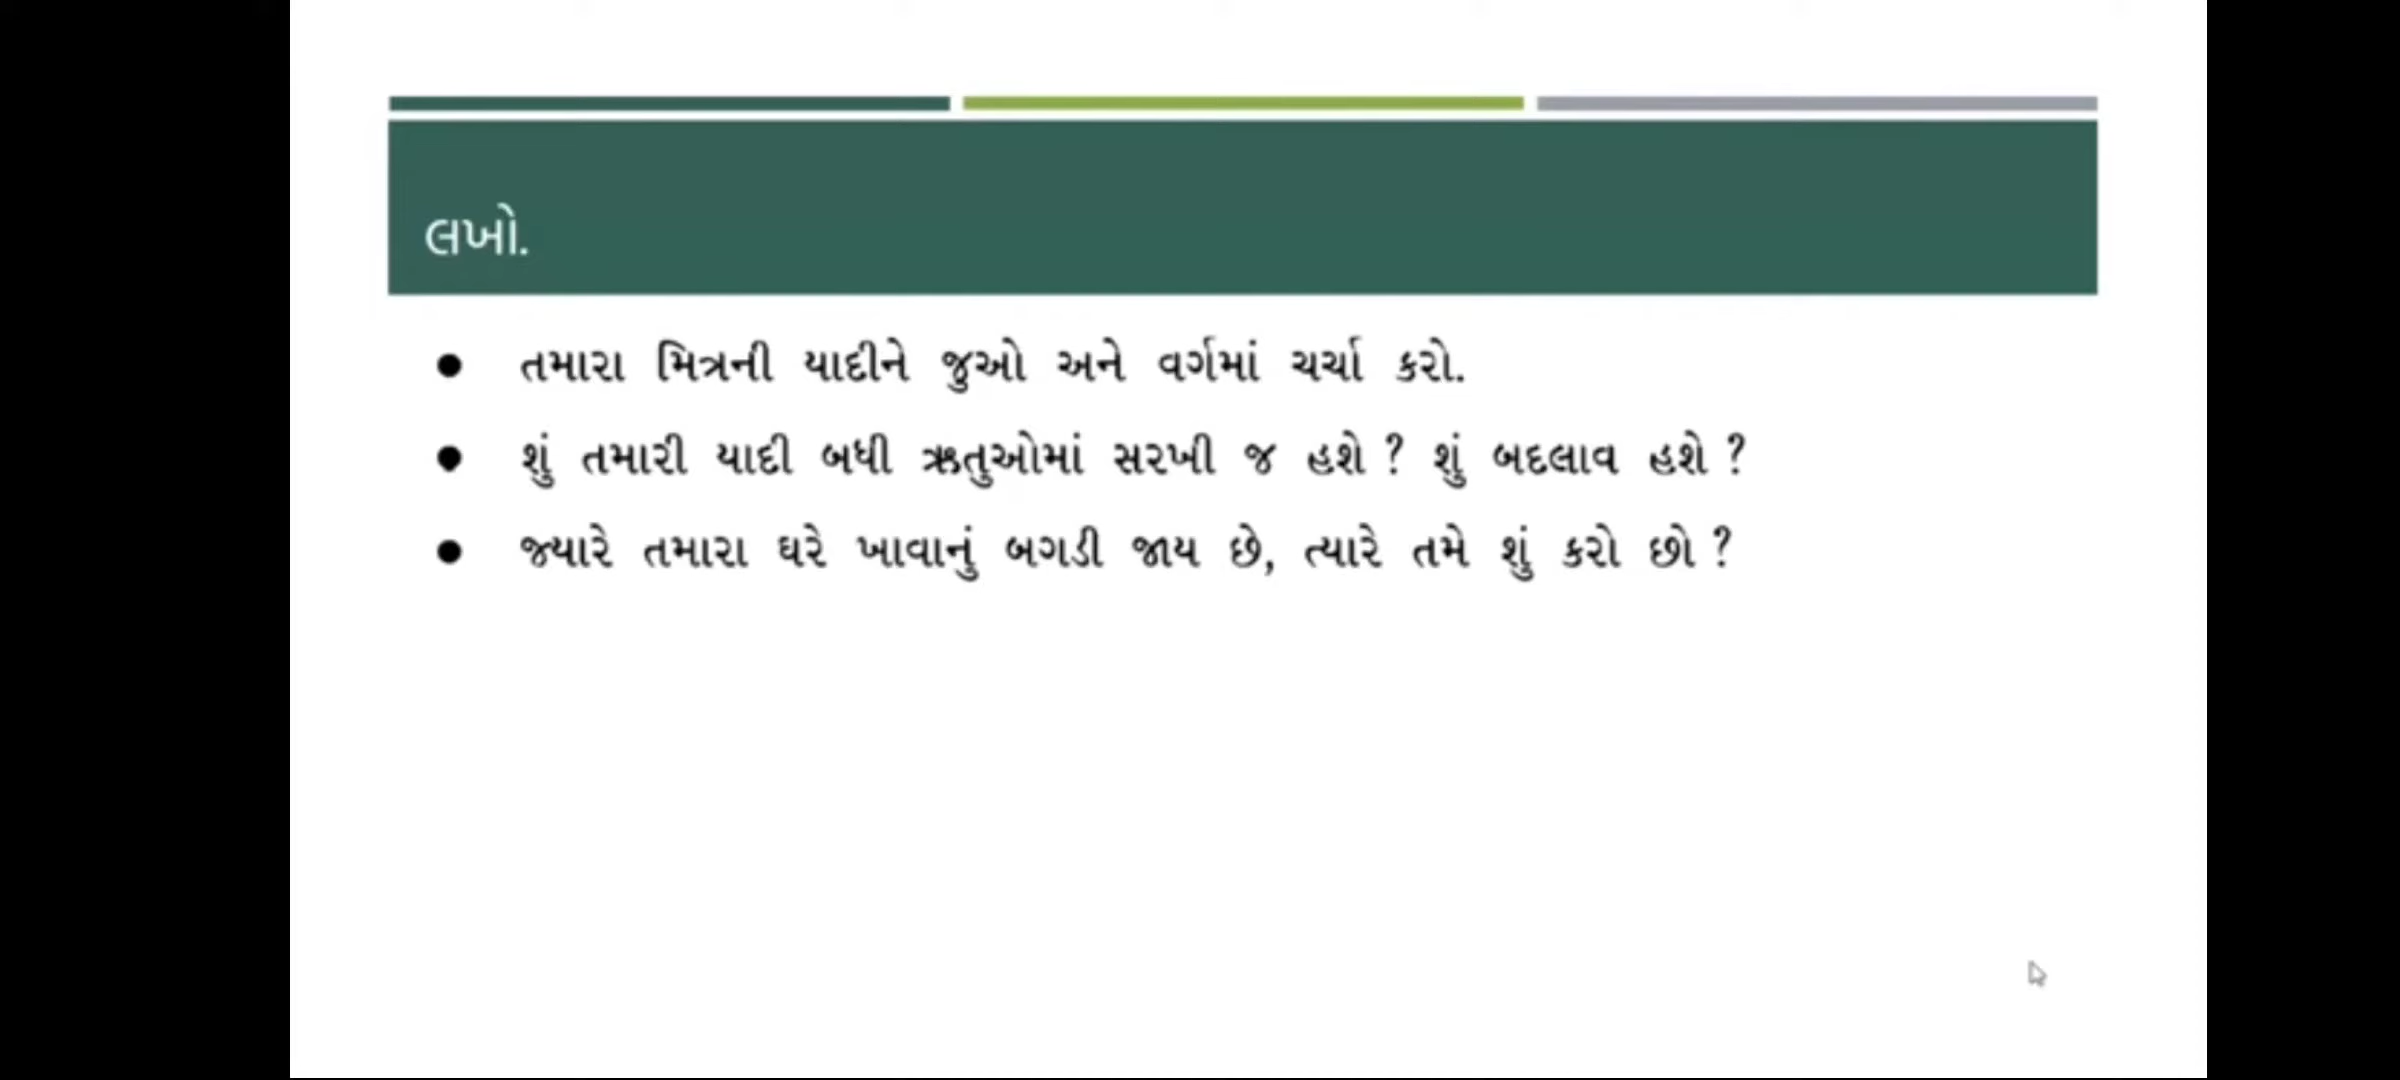 લખો.
● તમારા મિત્રની યાદીને જુઓ અને વર્ગમાં ચર્ચા કરો.
● શું તમારી યાદી બધી ઋતુઓમાં સરખી જ હશે ? શું બદલાવ હશે ?
● જ્યારે તમારા ઘરે ખાવાનું બગડી જાય છે, ત્યારે તમે શું કરો છો ?